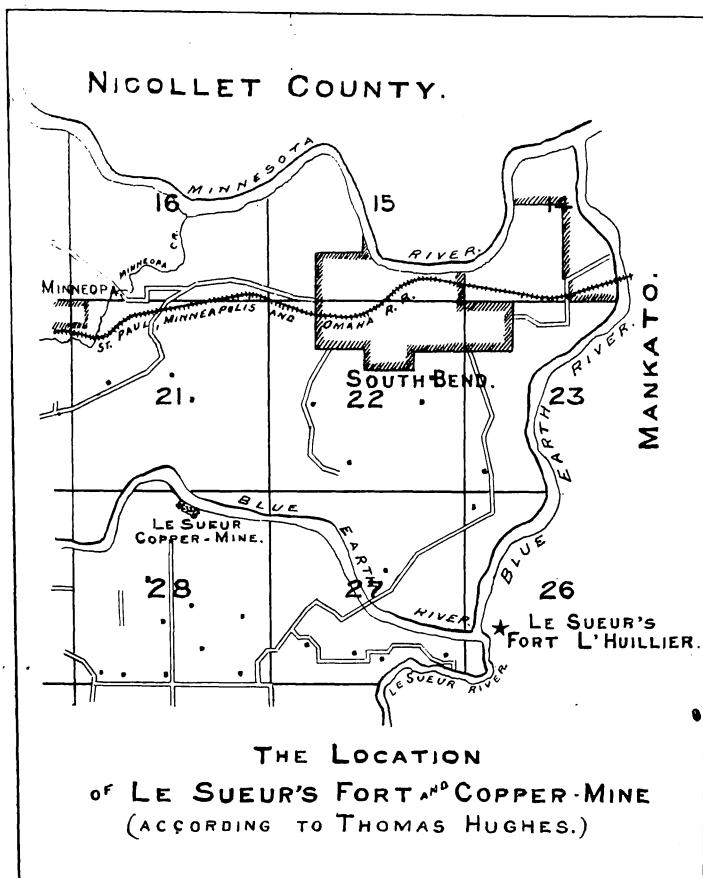 NICOLLET COUNTY.
MINNESOTA
RIVER.
16
15
14
MINNEOPA CR.
MINNEOPA
ST. PAUL, MINNEAPOLIS AND OMAHA R. R.
SOUTH BEND.
MANKATO.
21
22
23
BLUE EARTH RIVER.
BLUE EARTH RIVER.
LE SUEUR
COPPER-MINE.
28
27
26
LE SUEUR'S
FORT L'HUILLIER.
LE SUEUR RIVER
THE LOCATION
OF LE SUEUR'S FORT AND COPPER-MINE
(ACCORDING TO THOMAS HUGHES.)